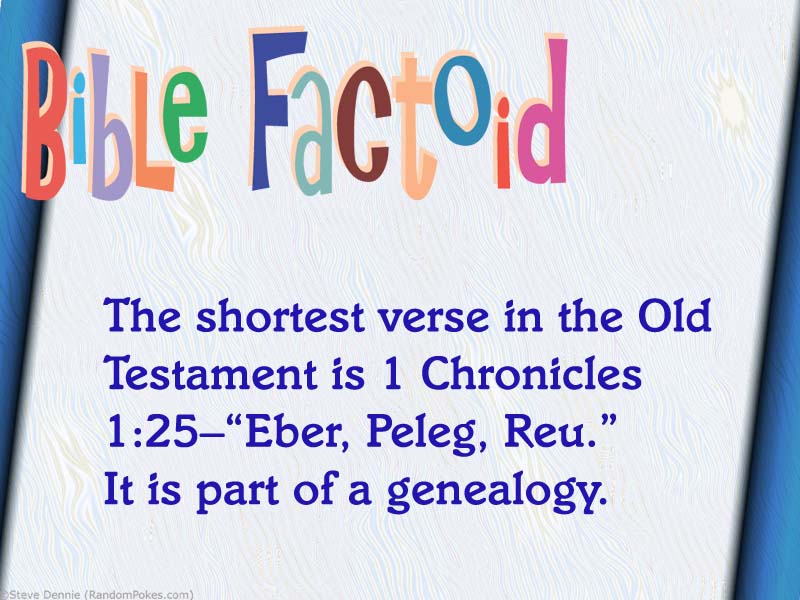 Bible Factoid
The shortest verse in the Old
Testament is 1 Chronicles
1:25–“Eber, Peleg, Reu.”
It is part of a genealogy.
©Steve Dennie (RandomPokes.com)